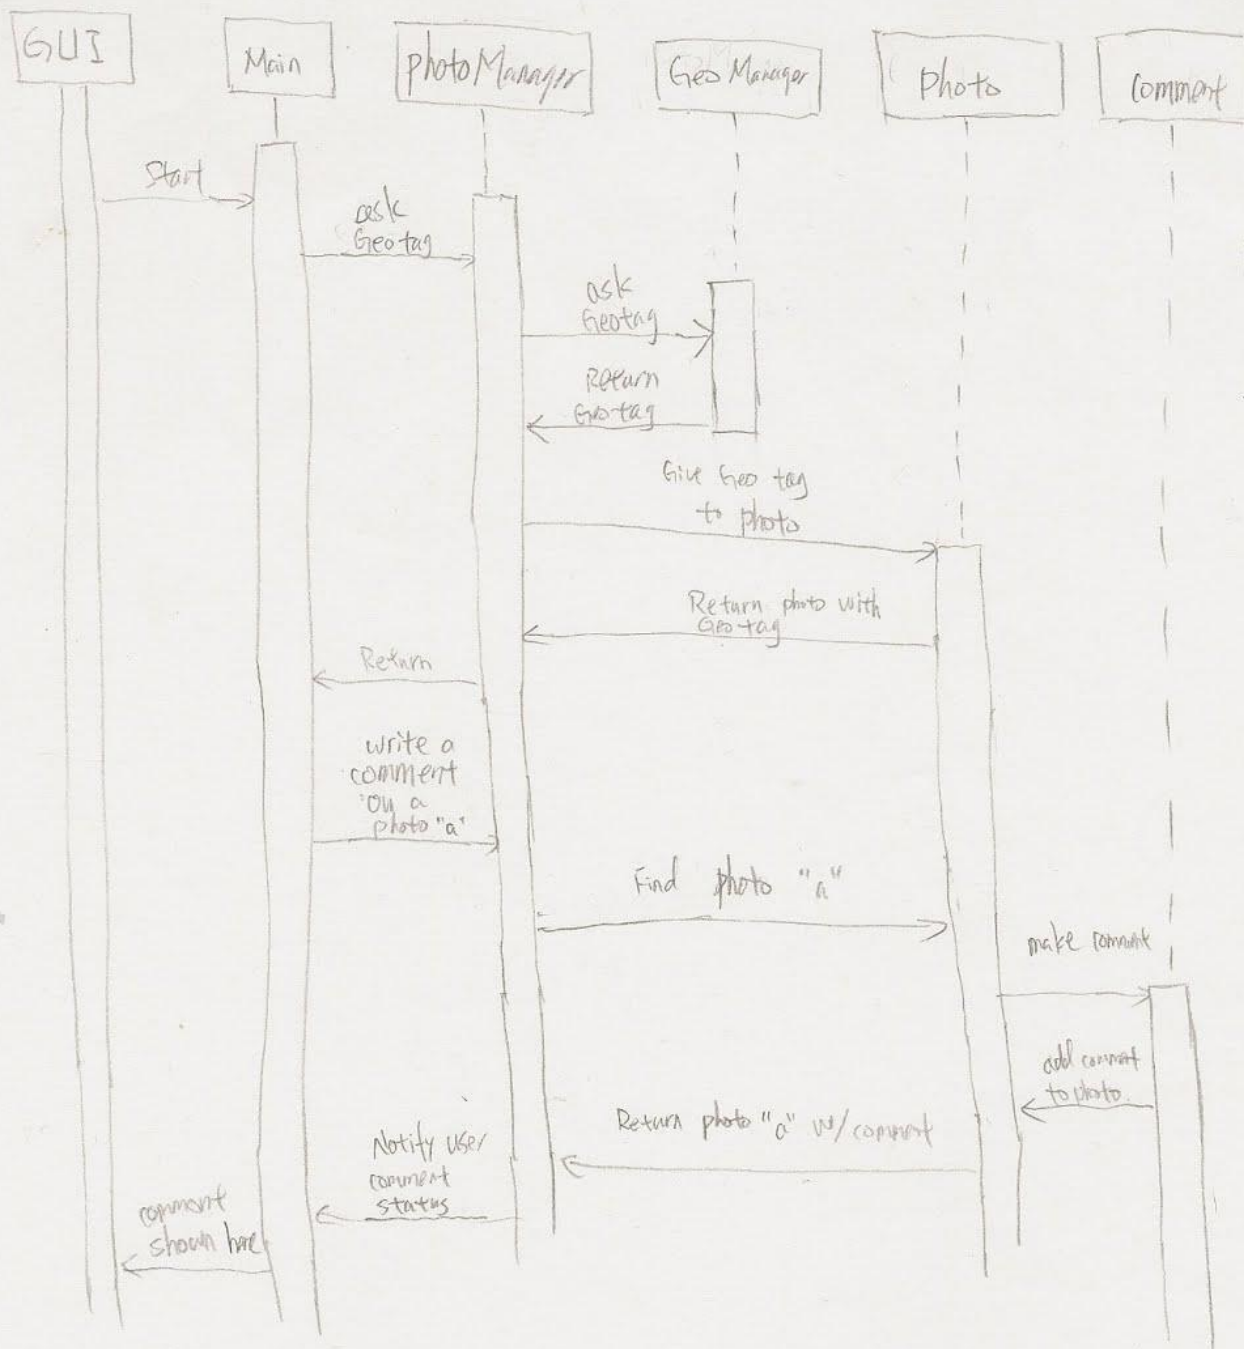 GUI
Main
photoManager
Geo Manager
photo
comment
Start
ask
Geotag
ask
Geotag
Return
Geotag
Give Geo tag
to photo
Return photo with
Geotag
Return
write a
comment
on a
photo "a"
Find photo "a"
make comment
add comment
to photo.
Return photo "a" w/ comment
Notify user
comment
status
comment
shown here